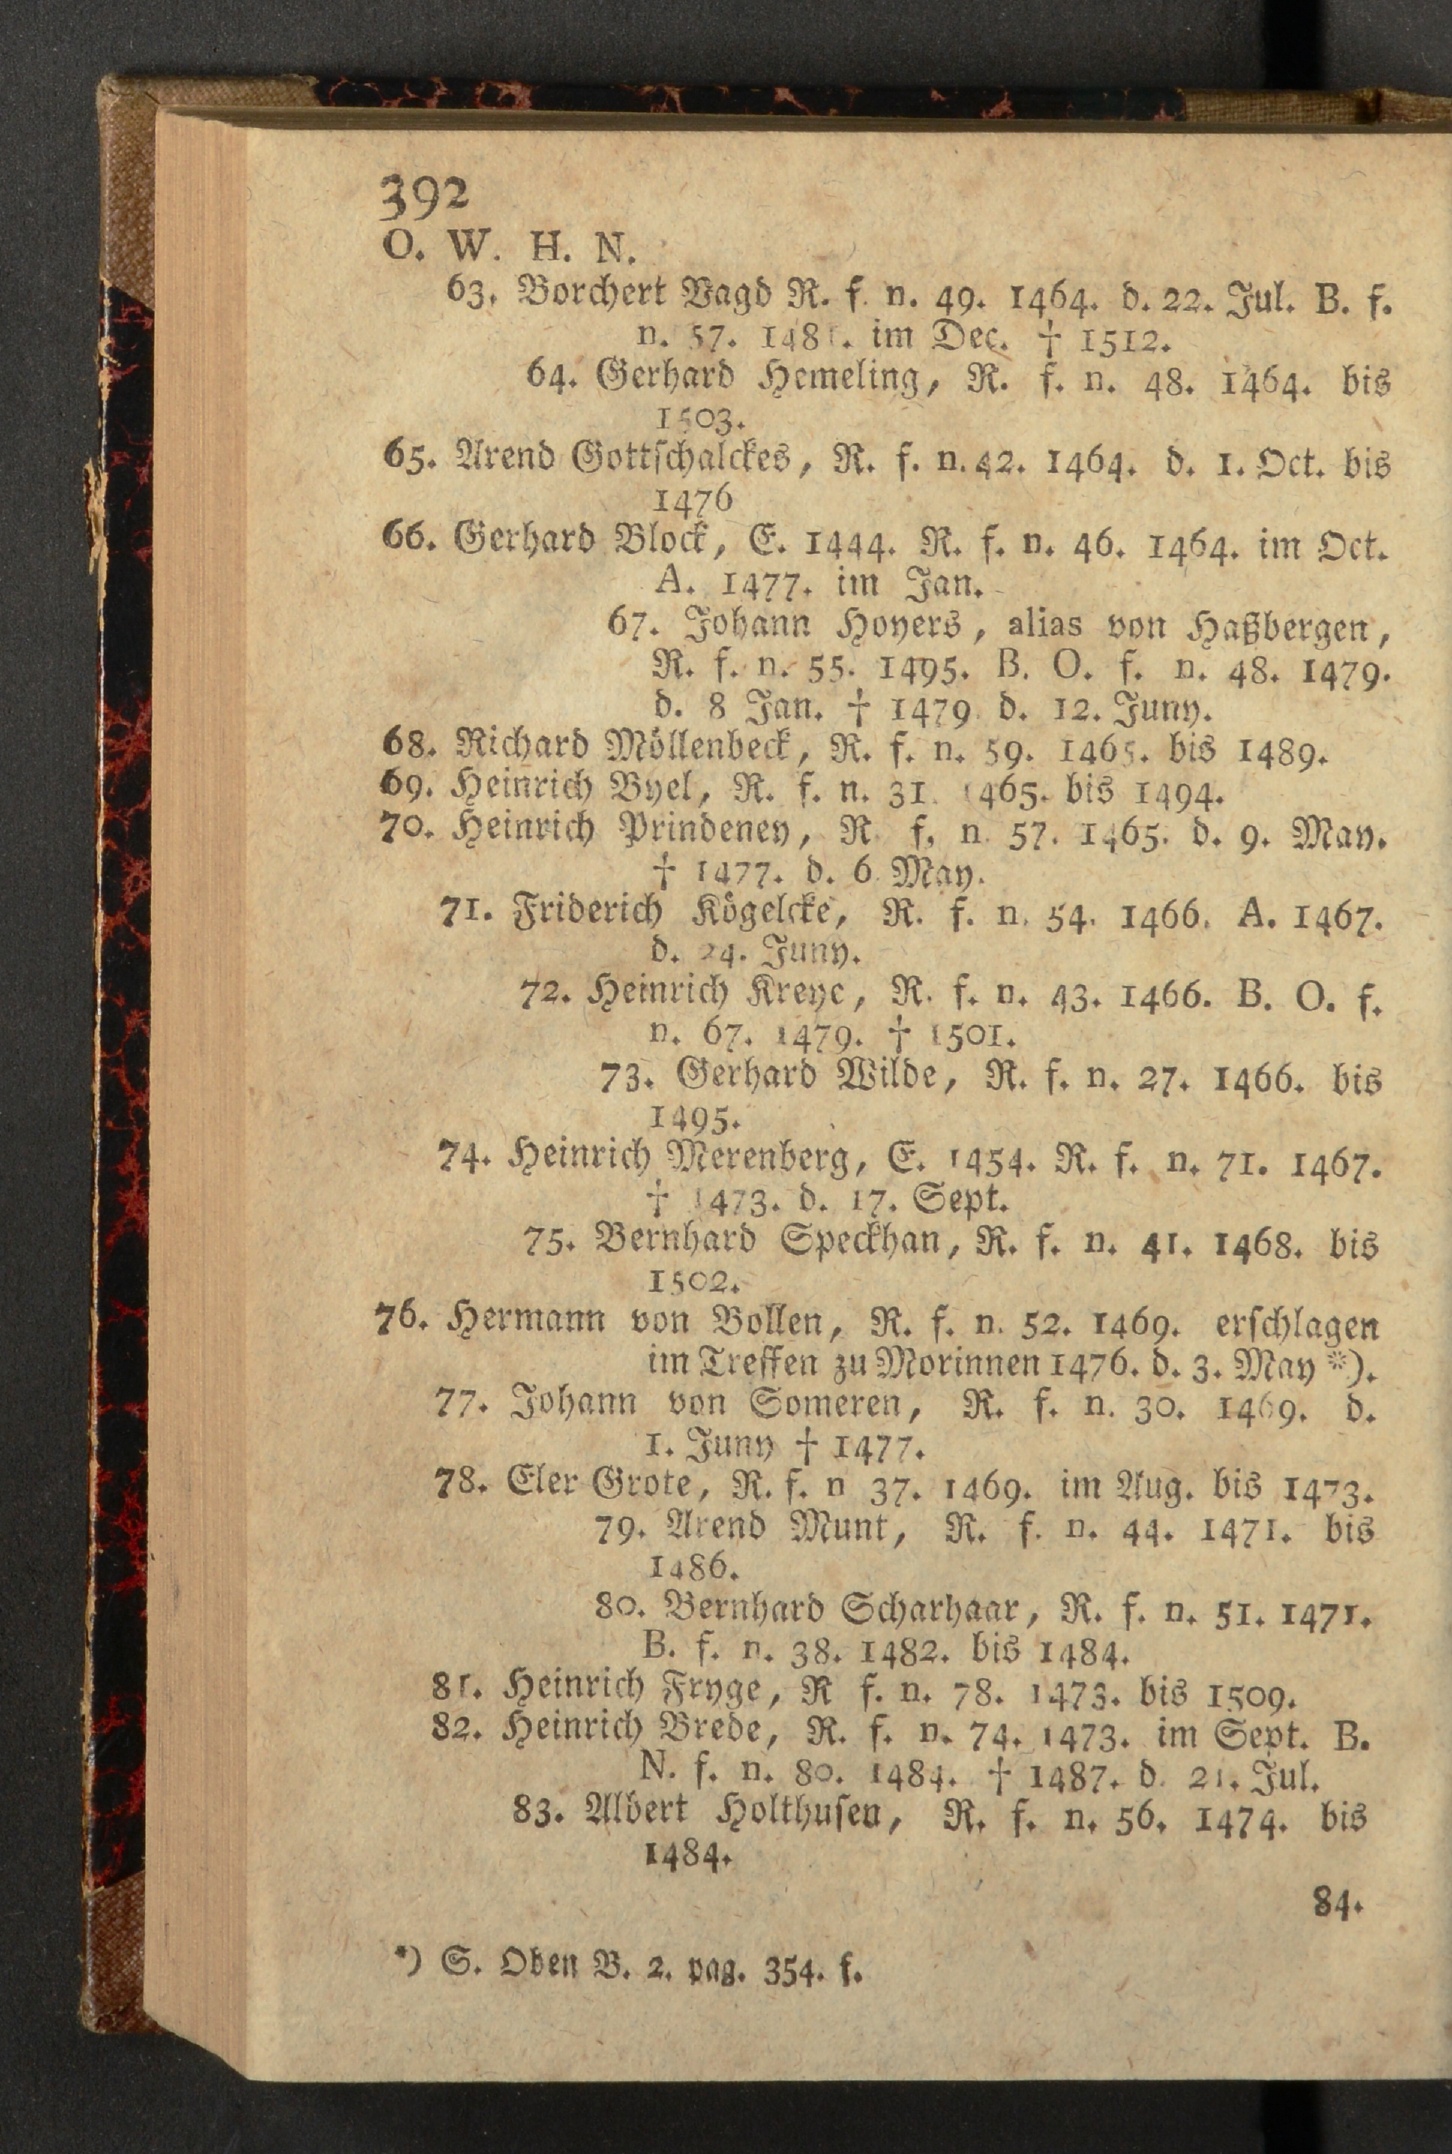 392
O. W. H. N.
63. Borchert Vagd R. f. n. 49. 1464. d. 22. Jul. B. f.
n. 57. 1481. im Dec. † 1512.
64. Gerhard Hemeling, R. f. n. 48. 1464. bis
1503.
65. Arend Gottschalckes, R. f. n. 42. 1464. d. 1. Oct. bis
1476
66. Gerhard Block, E. 1444. R. f. n. 46. 1464. im Oct.
A. 1477. im Jan.
67. Johann Hoyers, alias von Haßbergen,
R. f. n. 55. 1495. B. O. f. n. 48. 1479.
d. 8 Jan. † 1479 d. 12. Juny.
68. Richard Möllenbeck, R. f. n. 59. 1465. bis 1489.
69. Heinrich Byel, R. f. n. 31. 1465. bis 1494.
70. Heinrich Prindeney, R. f. n. 57. 1465. d. 9. May.
† 1477. d. 6. May.
71. Friderich Kögelcke, R. f. n. 54. 1466. A. 1467.
d. 24. Juny.
72. Heinrich Kreye, R. f. n. 43. 1466. B. O. f.
n. 67. 1479. † 1501.
73. Gerhard Wilde, R. f. n. 27. 1466. bis
1495.
74. Heinrich Merenberg, E. 1454. R. f. n. 71. 1467.
† 1473. d. 17. Sept.
75. Bernhard Speckhan, R. f. n. 41. 1468. bis
1502.
76. Hermann von Bollen, R. f. n. 52. 1469. erschlagen
im Treffen zu Morinnen 1476. d. 3. May *).
77. Johann von Someren, R. f. n. 30. 1469. d.
1. Juny † 1477.
78. Eler Grote, R. f. n 37. 1469. im Aug. bis 1473.
79. Arend Munt, R. f. n. 44. 1471. bis
1486.
80. Bernhard Scharhaar, R. f. n. 51. 1471.
B. f. n. 38. 1482. bis 1484.
81. Heinrich Fryge, R f. n. 78. 1473. bis 1509.
82. Heinrich Brede, R. f. n. 74. 1473. im Sept. B.
N. f. n. 80. 1484. † 1487. d. 21. Jul.
83. Albert Holthusen, R. f. n. 56. 1474. bis
1484.
84.
*) S. Oben B. 2. pag. 354. f.